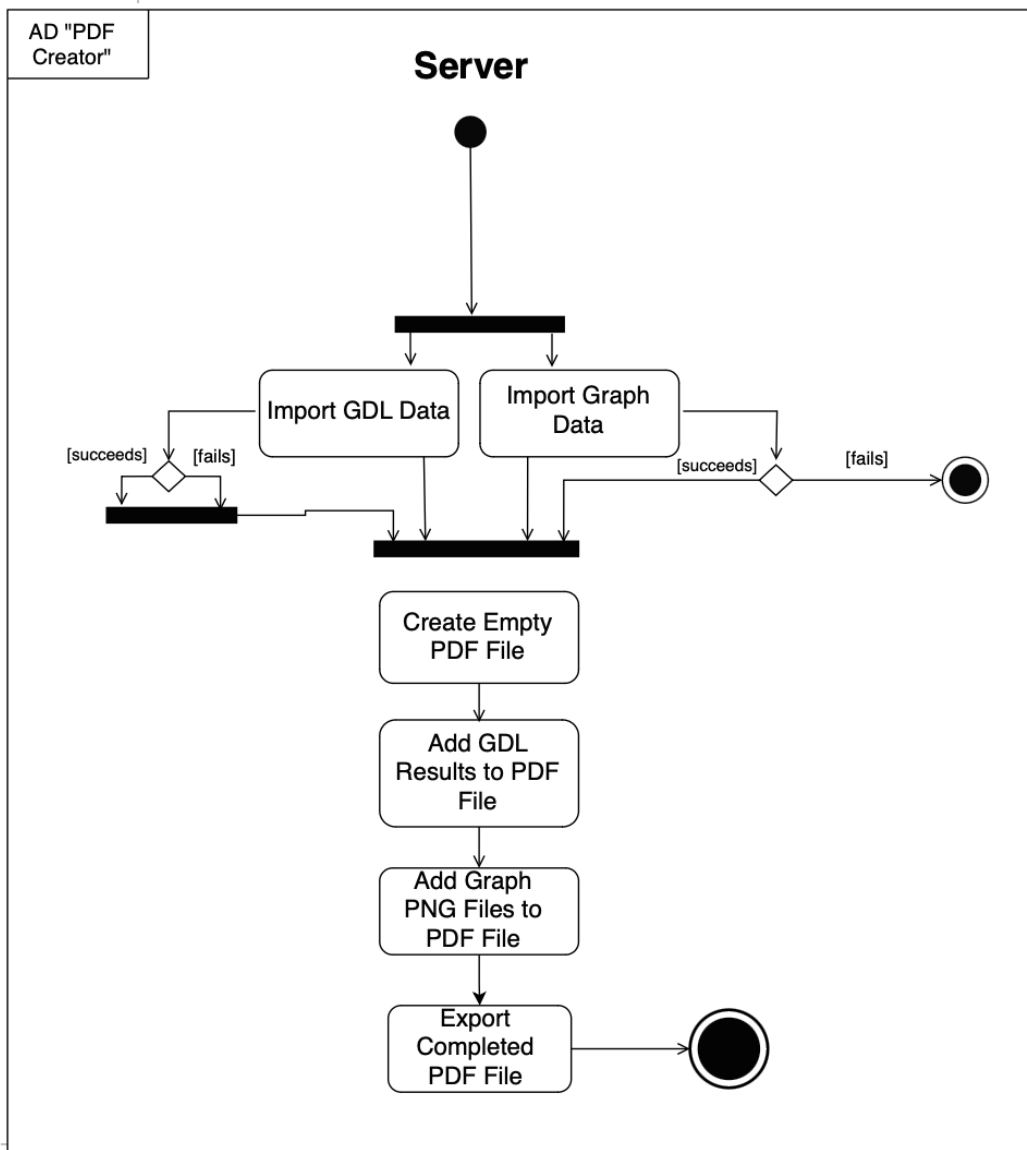 AD "PDF
Creator"
Server
Import GDL Data
Import Graph
Data
[succeeds]
[fails]
[succeeds]
[fails]
Create Empty
PDF File
Add GDL
Results to PDF
File
Add Graph
PNG Files to
PDF File
Export
Completed
PDF File